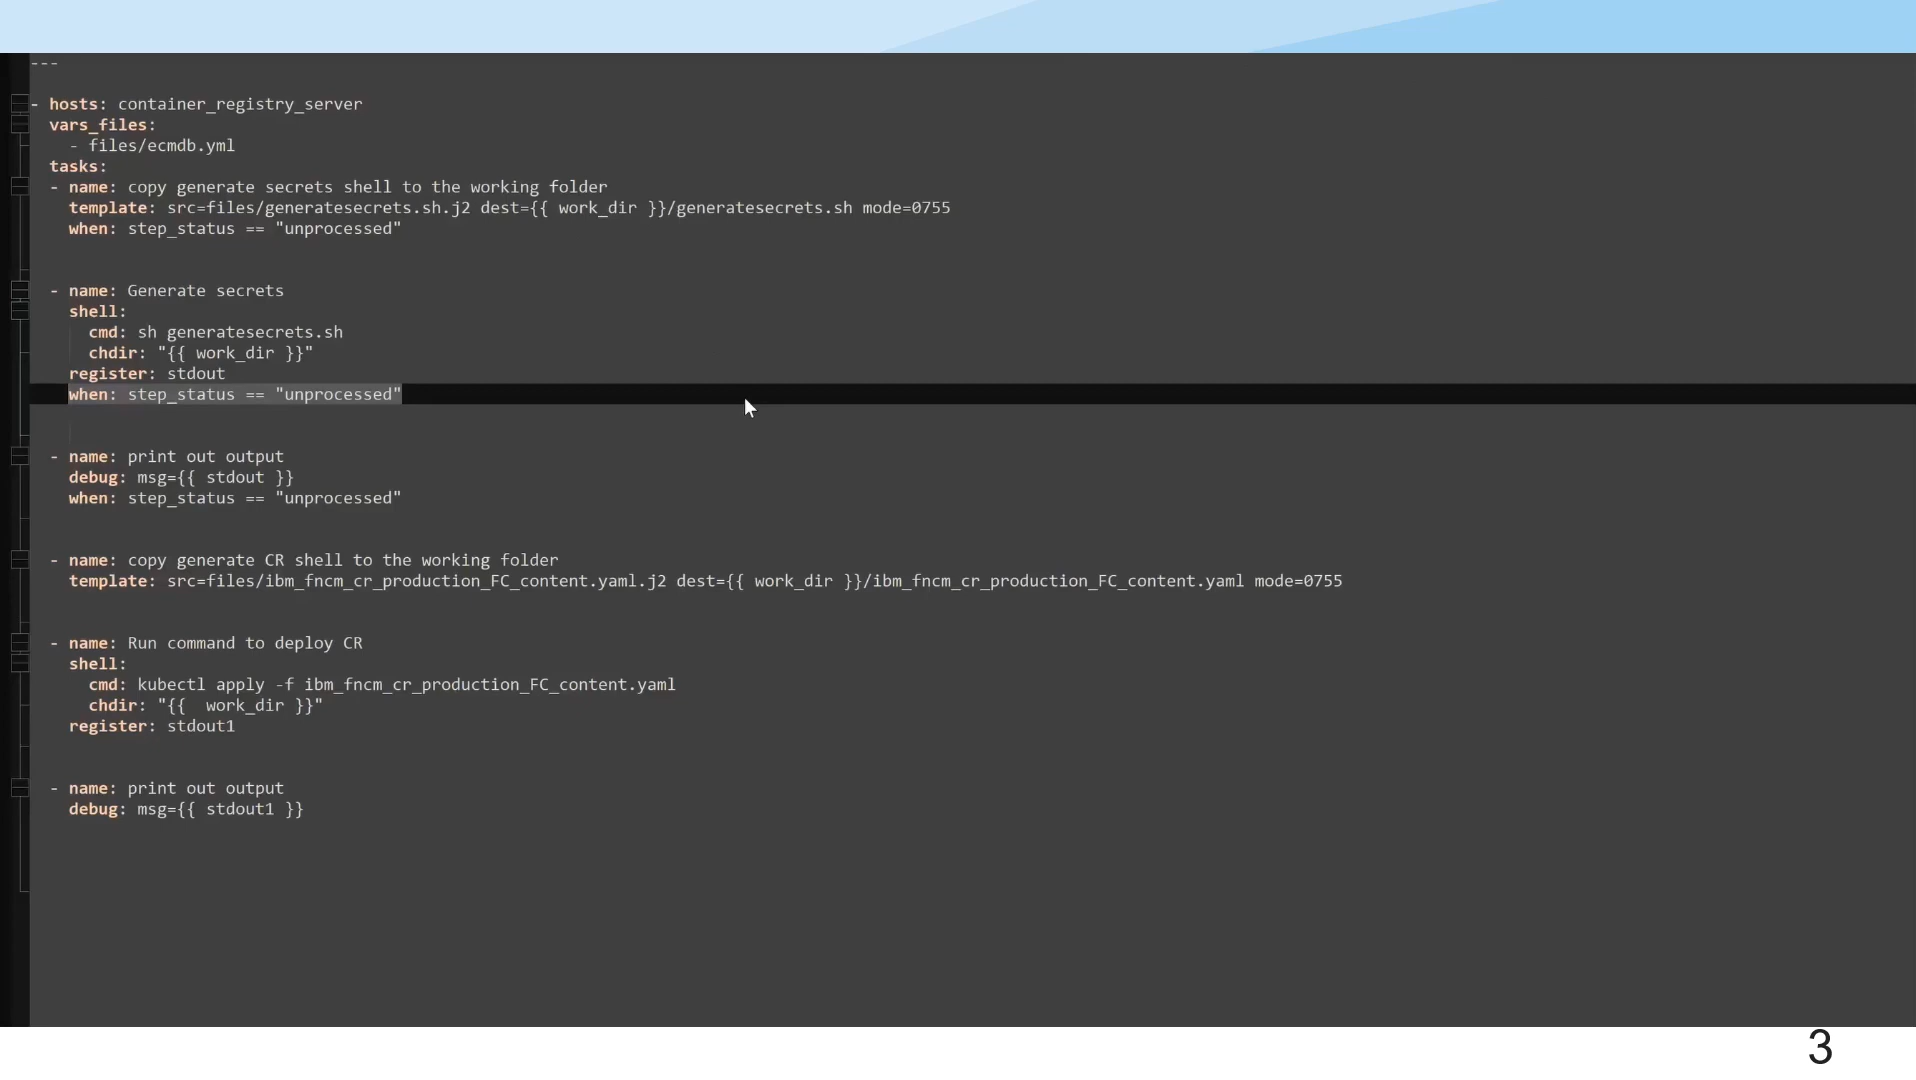 ---
- hosts: container_registry_server
vars_files:
- files/ecmdb.yml
tasks:
- name: copy generate secrets shell to the working folder
template: src=files/generatesecrets.sh.j2 dest={{ work_dir }}/generatesecrets.sh mode=0755
when: step_status == "unprocessed"
- name: Generate secrets
shell:
cmd: sh generatesecrets.sh
chdir: "{{ work_dir }}"
register: stdout
when: step_status == "unprocessed"
- name: print out output
debug: msg={{ stdout }}
when: step_status == "unprocessed"
- name: copy generate CR shell to the working folder
template: src=files/ibm_fncm_cr_production_FC_content.yaml.j2 dest={{ work_dir }}/ibm_fncm_cr_production_FC_content.yaml mode=0755
- name: Run command to deploy CR
shell:
cmd: kubectl apply -f ibm_fncm_cr_production_FC_content.yaml
chdir: "{{  work_dir }}"
register: stdout1
- name: print out output
debug: msg={{ stdout1 }}
3